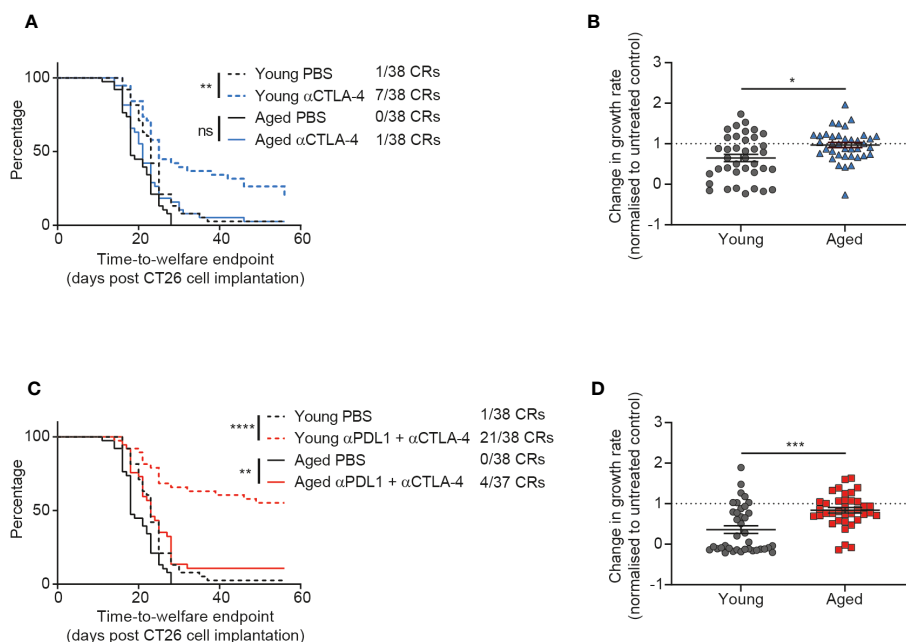 A
Percentage
100
50
0
0 20 40 60
Time-to-welfare endpoint
(days post CT26 cell implantation)
** Young PBS 1/38 CRs
Young αCTLA-4 7/38 CRs
ns Aged PBS 0/38 CRs
Aged αCTLA-4 1/38 CRs
B
Change in growth rate
(normalised to untreated control)
*
3
2
1
0
-1
Young Aged
C
Percentage
100
50
0
0 20 40 60
Time-to-welfare endpoint
(days post CT26 cell implantation)
**** Young PBS 1/38 CRs
Young αPDL1 + αCTLA-4 21/38 CRs
** Aged PBS 0/38 CRs
Aged αPDL1 + αCTLA-4 4/37 CRs
D
Change in growth rate
(normalised to untreated control)
***
3
2
1
0
-1
Young Aged